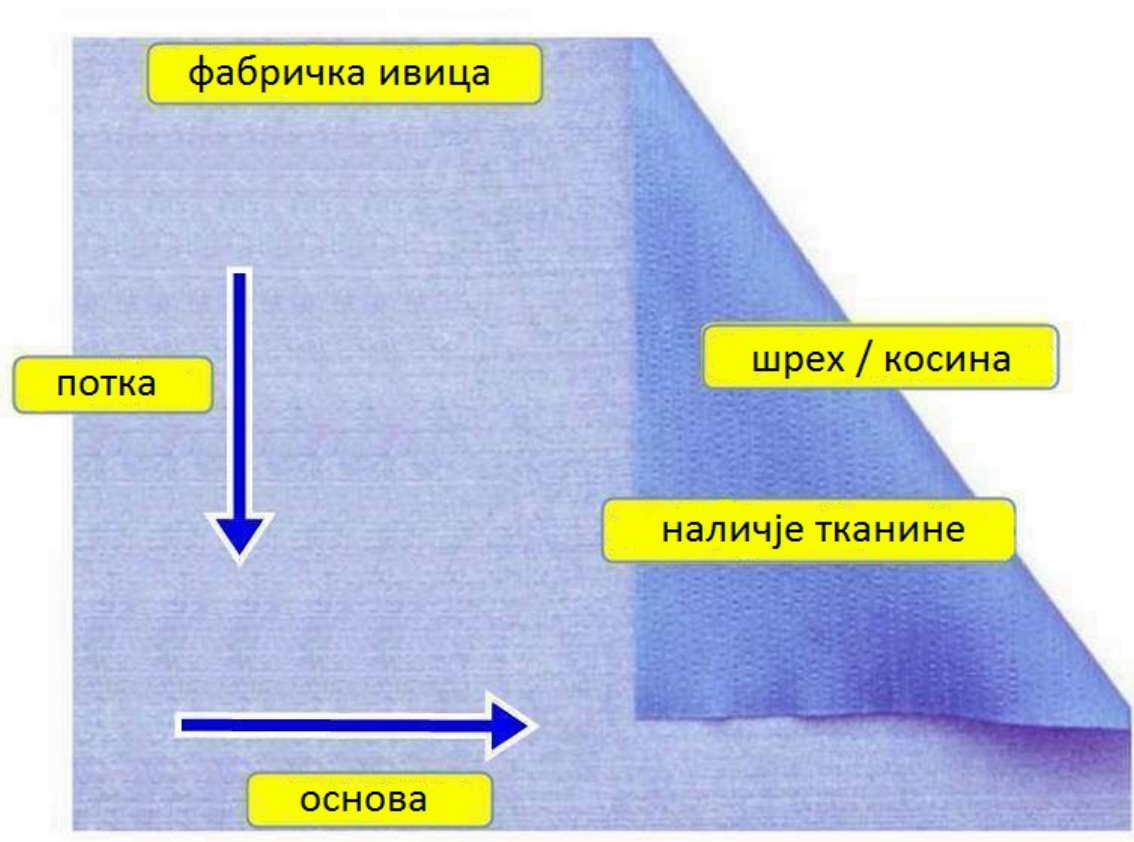 фабричка ивица
шрех / косина
потка
наличје тканине
основа